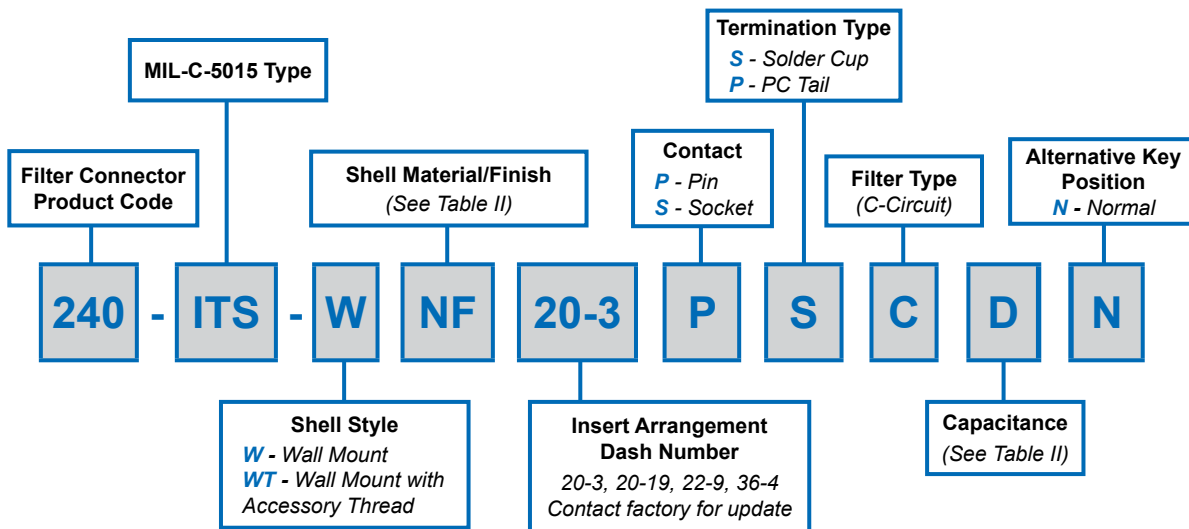 Termination Type
S - Solder Cup
P - PC Tail
MIL-C-5015 Type
Contact
P - Pin
S - Socket
Filter Connector
Product Code
Shell Material/Finish
(See Table II)
Filter Type
(C-Circuit)
Alternative Key
Position
N - Normal
240 - ITS - W NF 20-3 P S C D N
Shell Style
W - Wall Mount
WT - Wall Mount with
Accessory Thread
Insert Arrangement
Dash Number
20-3, 20-19, 22-9, 36-4
Contact factory for update
Capacitance
(See Table II)